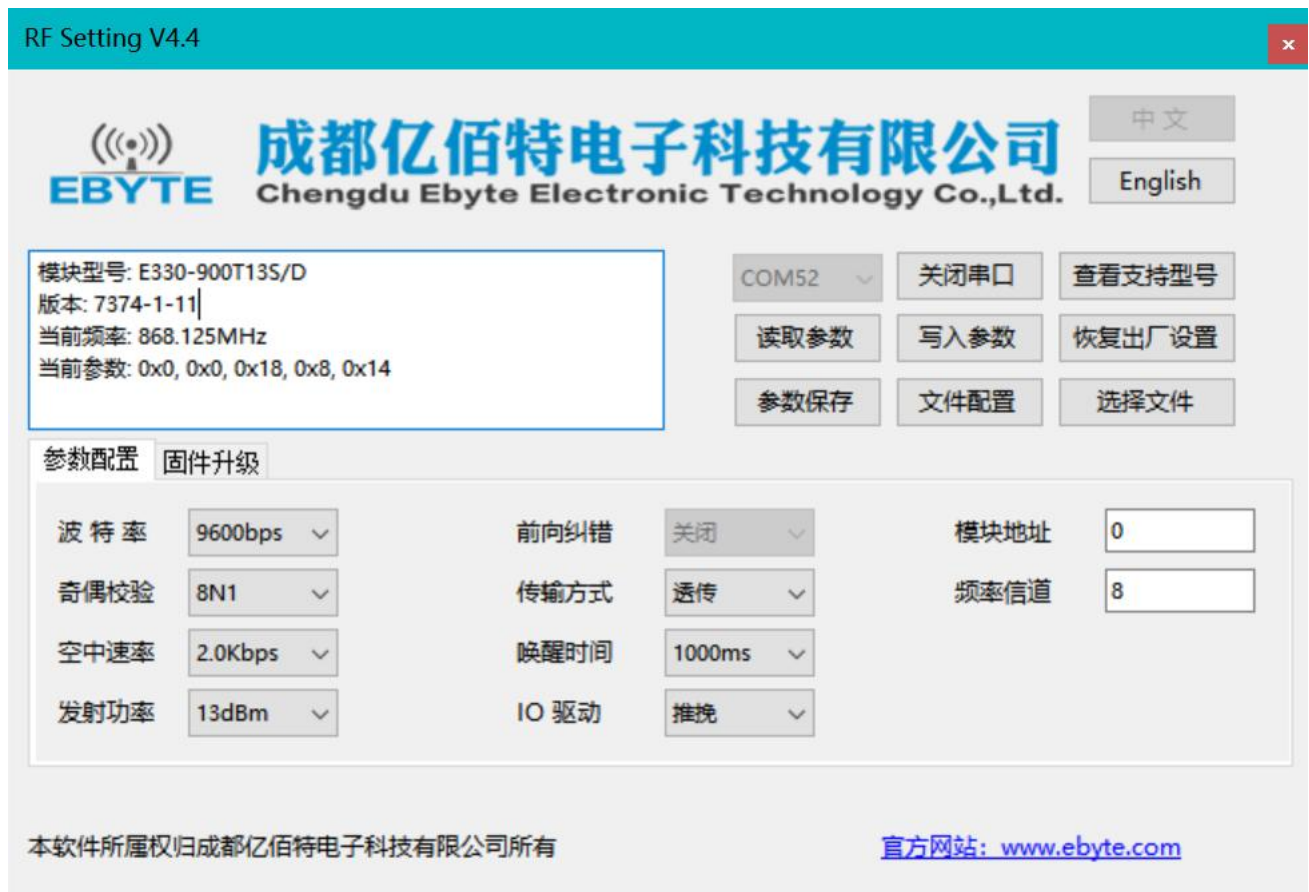 RF Setting V4.4
x
EBYTE
成都亿佰特电子科技有限公司
Chengdu Ebyte Electronic Technology Co.,Ltd.
中 文
English
模块型号: E330-900T13S/D
版本: 7374-1-11
当前频率: 868.125MHz
当前参数: 0x0, 0x0, 0x18, 0x8, 0x14
COM52 关闭串口 查看支持型号
读取参数 写入参数 恢复出厂设置
参数保存 文件配置 选择文件
参数配置 固件升级
波 特 率 9600bps 前向纠错 关闭 模块地址 0
奇偶校验 8N1 传输方式 透传 频率信道 8
空中速率 2.0Kbps 唤醒时间 1000ms
发射功率 13dBm IO 驱动 推挽
本软件所属权归成都亿佰特电子科技有限公司所有 官方网站：www.ebyte.com